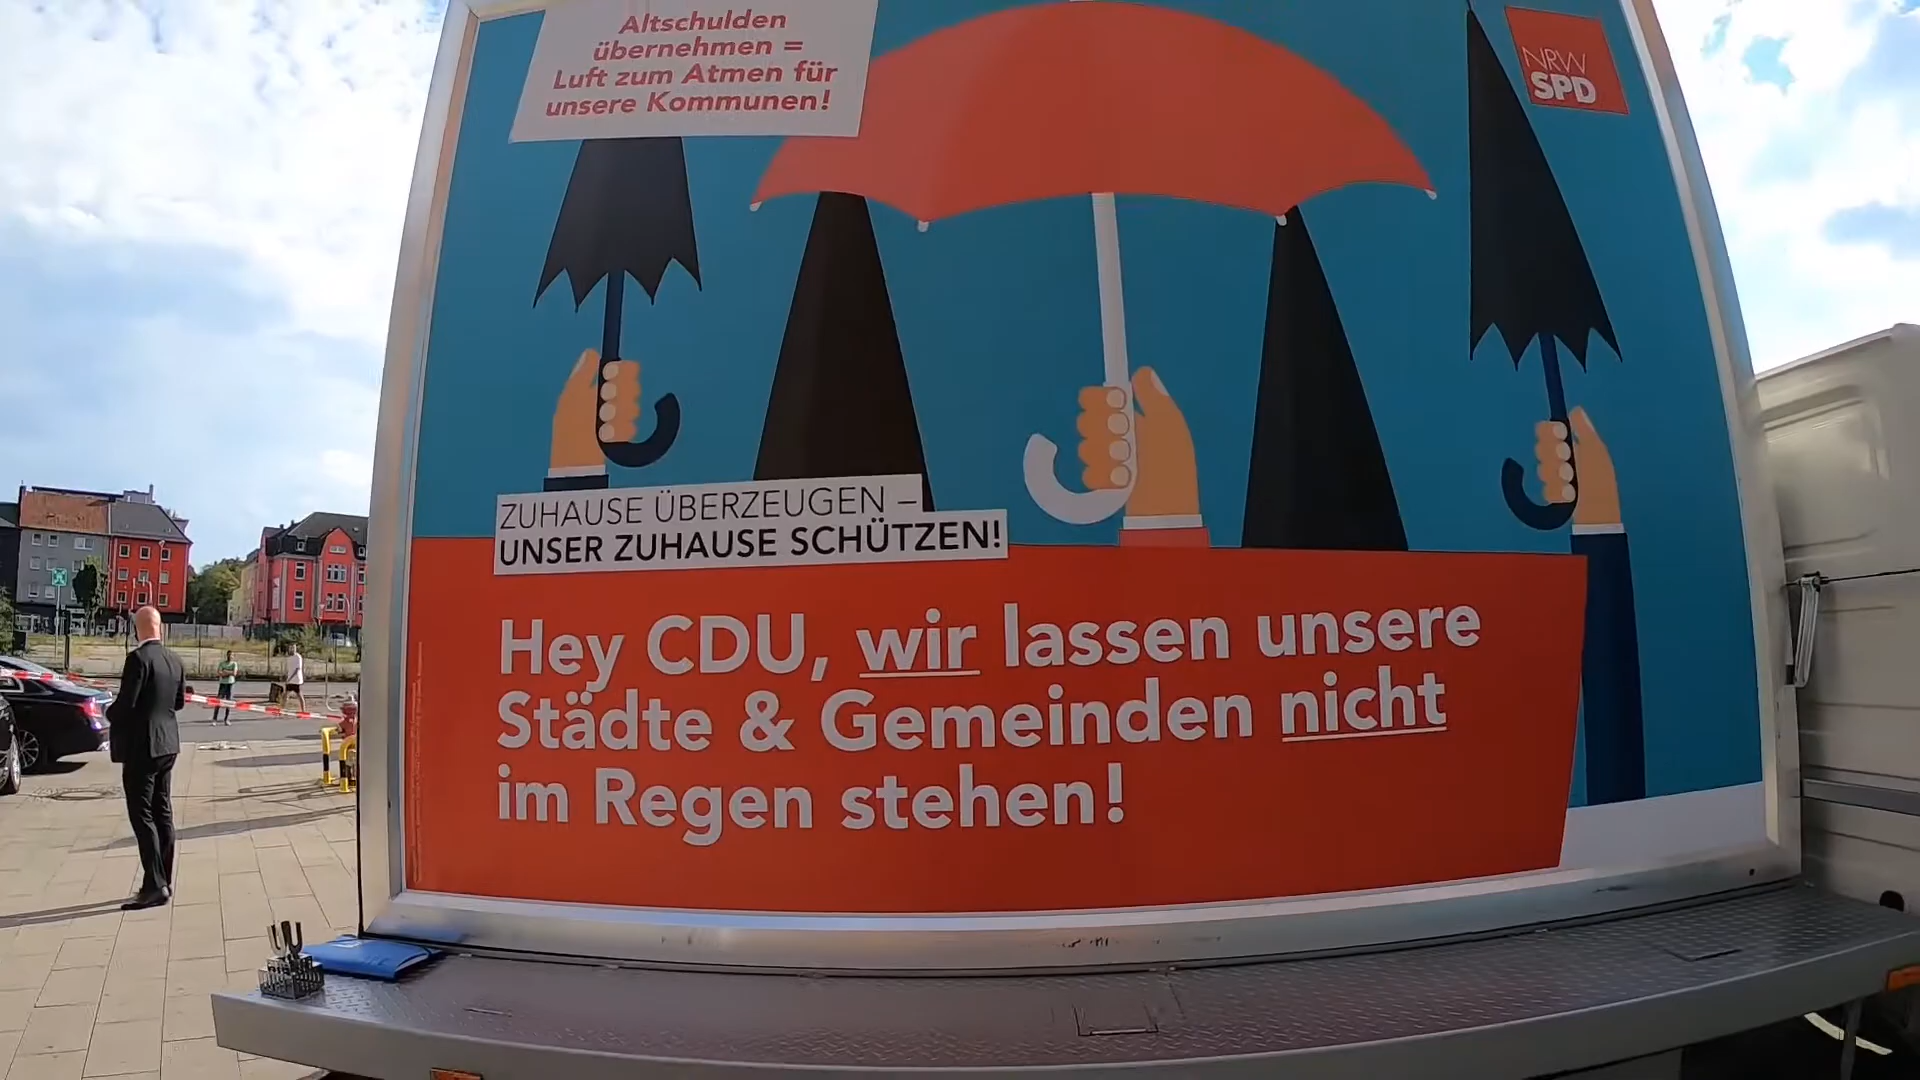 Altschulden
übernehmen =
Luft zum Atmen für
unsere Kommunen!
NRW
SPD
ZUHAUSE ÜBERZEUGEN –
UNSER ZUHAUSE SCHÜTZEN!
Hey CDU, wir lassen unsere
Städte & Gemeinden nicht
im Regen stehen!